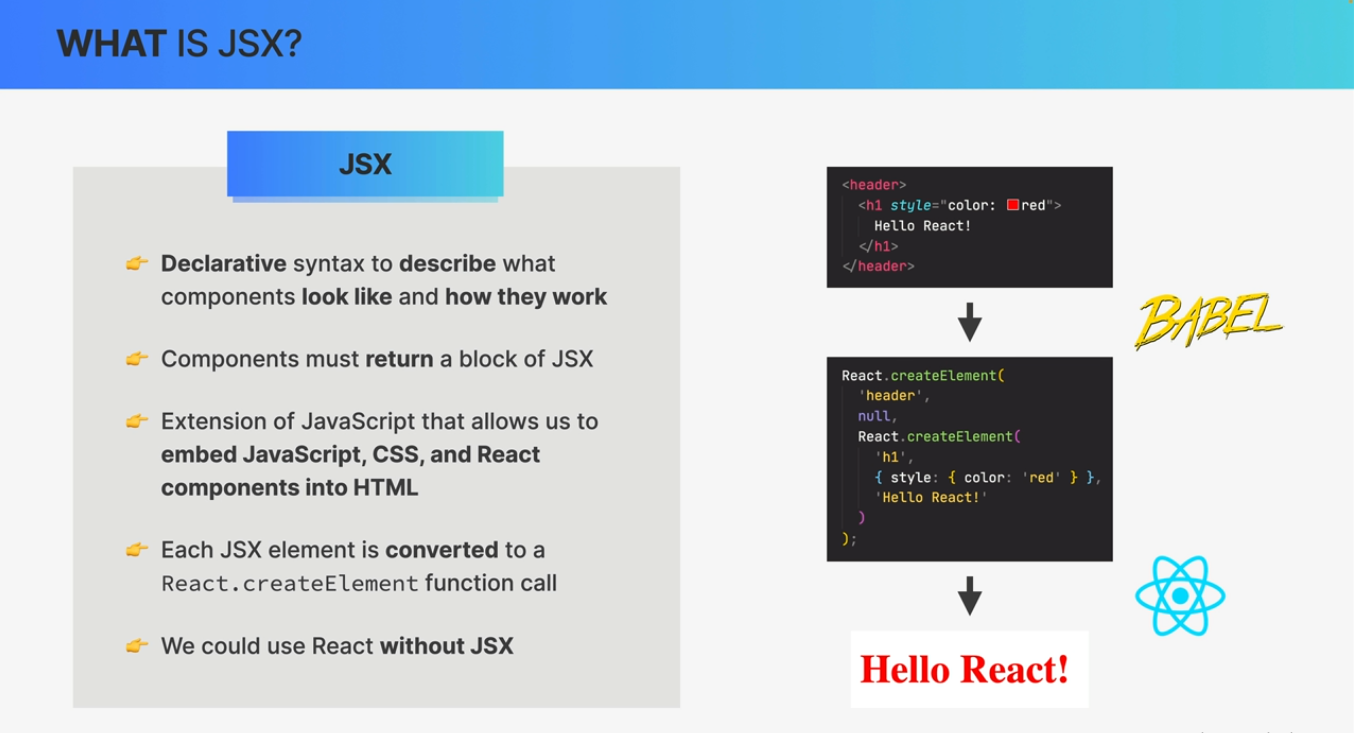 WHAT IS JSX?
JSX
👉 Declarative syntax to describe what
components look like and how they work
👉 Components must return a block of JSX
👉 Extension of JavaScript that allows us to
embed JavaScript, CSS, and React
components into HTML
👉 Each JSX element is converted to a
React.createElement function call
👉 We could use React without JSX
<header>
<h1 style="color: red">
Hello React!
</h1>
</header>
BABEL
React.createElement(
'header',
null,
React.createElement(
'h1',
{ style: { color: 'red' } },
'Hello React!'
)
);
Hello React!